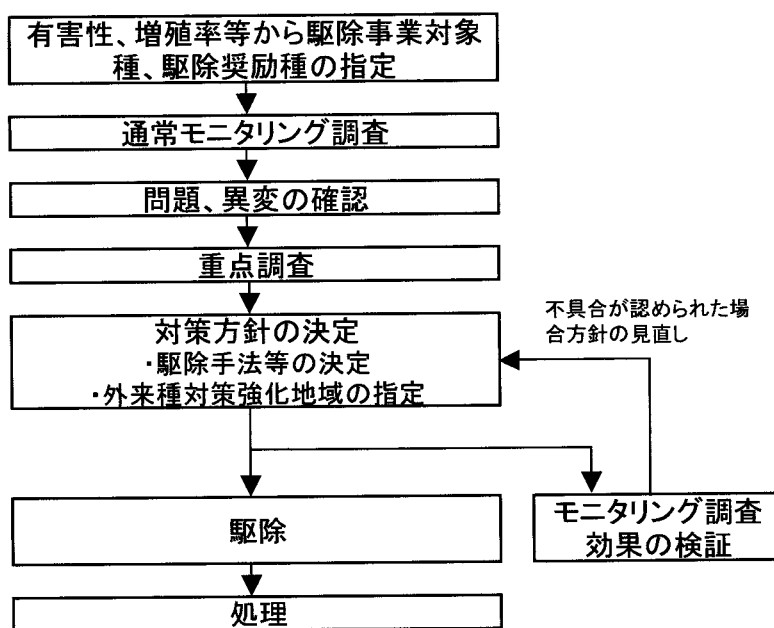 有害性、増殖率等から駆除事業対象
種、駆除奨励種の指定
通常モニタリング調査
問題、異変の確認
重点調査
対策方針の決定
・駆除手法等の決定
・外来種対策強化地域の指定
不具合が認められた場
合方針の見直し
駆除
モニタリング調査
効果の検証
処理